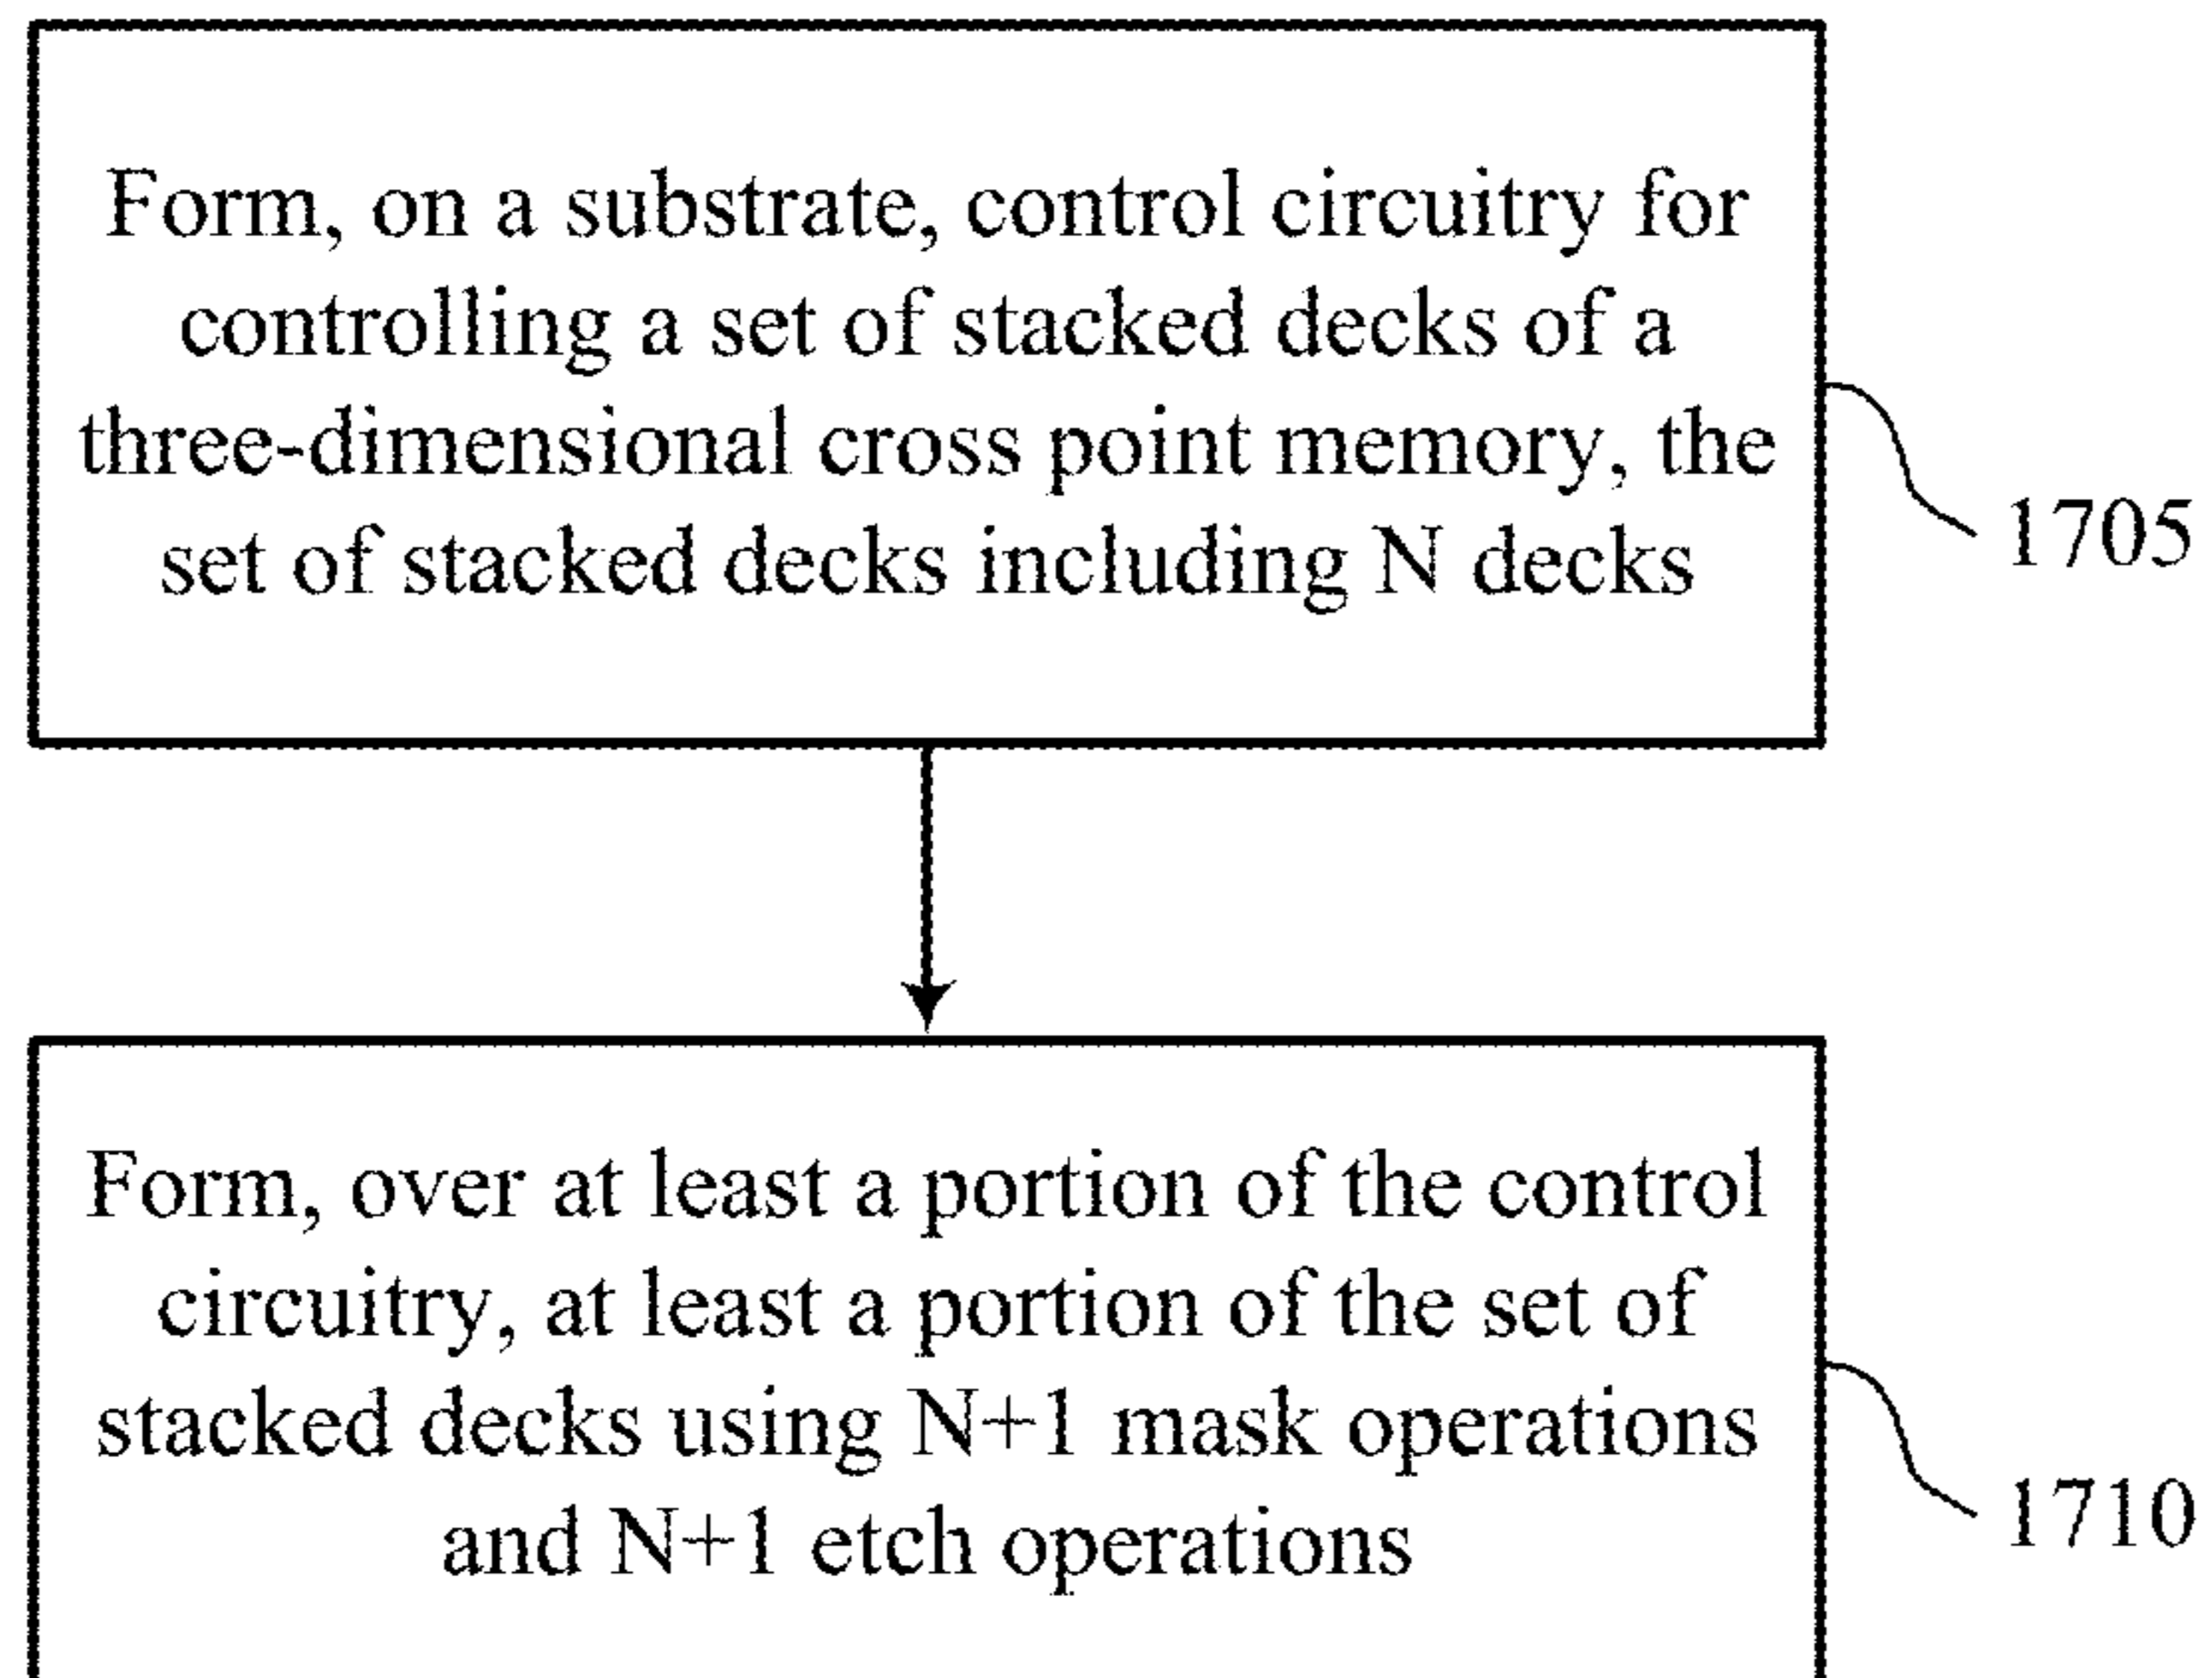 Form, on a substrate, control circuitry for
controlling a set of stacked decks of a
three-dimensional cross point memory, the
set of stacked decks including N decks
1705
Form, over at least a portion of the control
circuitry, at least a portion of the set of
stacked decks using N+1 mask operations
and N+1 etch operations
1710